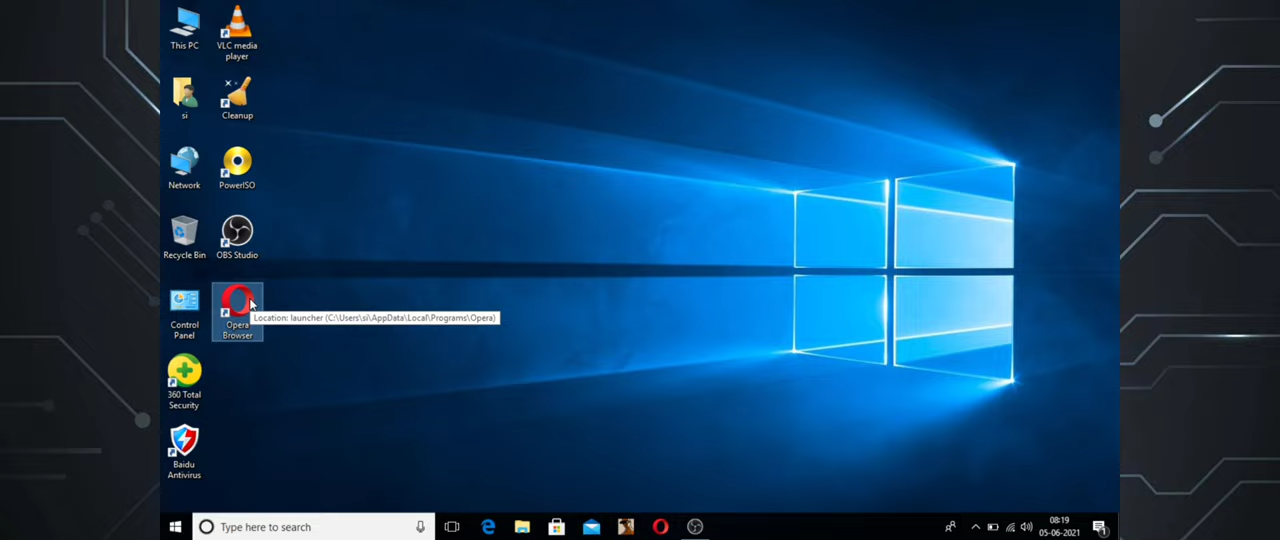 This PC
VLC media
player
si
Cleanup
Network
PowerISO
Recycle Bin
OBS Studio
Control
Panel
Opera
Browser
Location: launcher (C:\Users\si\AppData\Local\Programs\Opera)
360 Total
Security
Baidu
Antivirus
Type here to search
08:19
05-06-2021
1